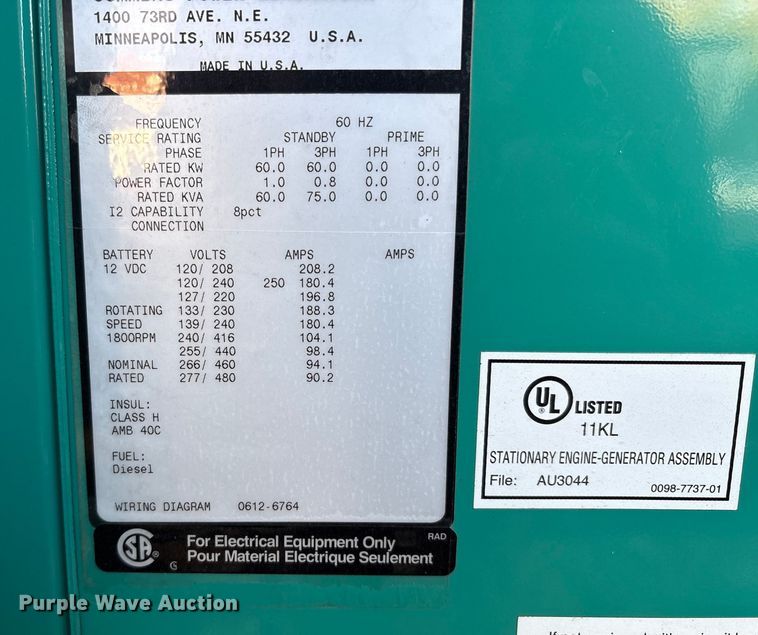 1400 73RD AVE. N.E.
MINNEAPOLIS, MN 55432 U.S.A.
MADE IN U.S.A.
FREQUENCY 60 HZ
SERVICE RATING STANDBY PRIME
PHASE 1PH 3PH 1PH 3PH
RATED KW 60.0 60.0 0.0 0.0
POWER FACTOR 1.0 0.8 0.0 0.0
RATED KVA 60.0 75.0 0.0 0.0
I2 CAPABILITY 8pct
CONNECTION
BATTERY VOLTS AMPS AMPS
12 VDC 120/ 208 208.2
120/ 240 250 180.4
127/ 220 196.8
ROTATING 133/ 230 188.3
SPEED 139/ 240 180.4
1800RPM 240/ 416 104.1
255/ 440 98.4
NOMINAL 266/ 460 94.1
RATED 277/ 480 90.2
INSUL:
CLASS H
AMB 40C
FUEL:
Diesel
WIRING DIAGRAM 0612-6764
SA ®
For Electrical Equipment Only RAD
Pour Material Electrique Seulement
UL ® LISTED
11KL
STATIONARY ENGINE-GENERATOR ASSEMBLY
File: AU3044 0098-7737-01
Purple Wave Auction